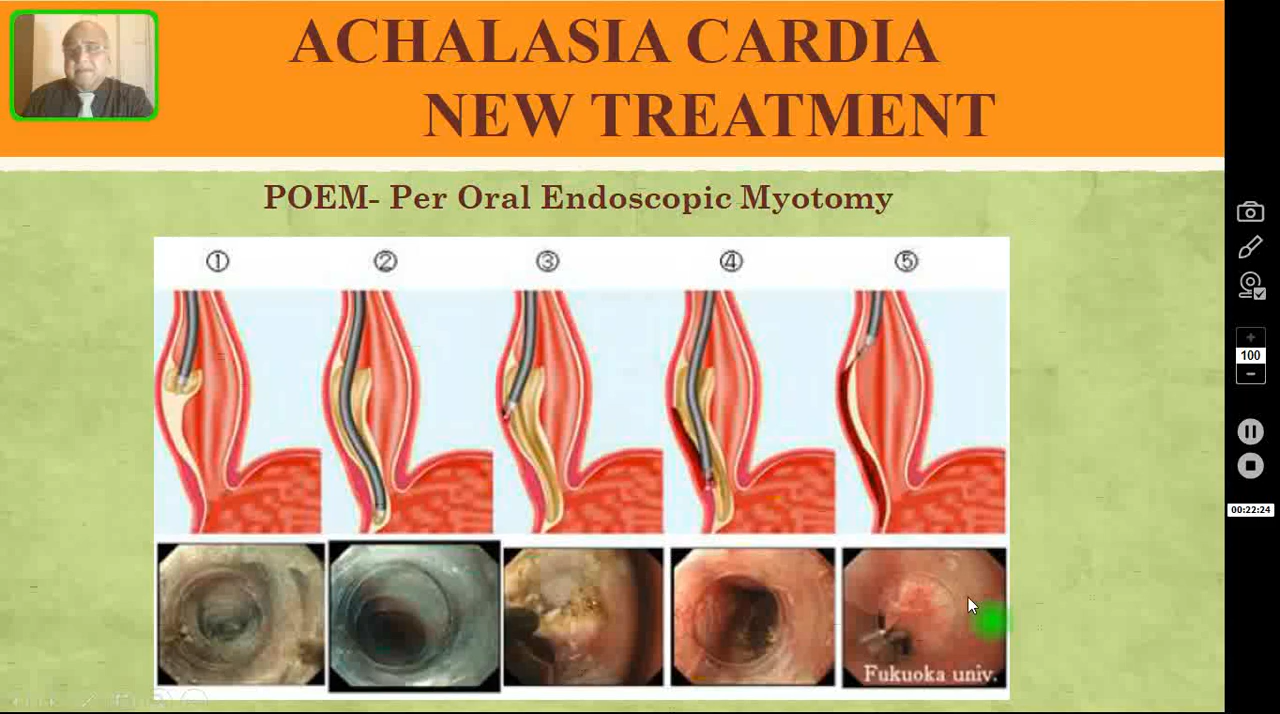 ACHALASIA CARDIA
NEW TREATMENT
POEM- Per Oral Endoscopic Myotomy
① ② ③ ④ ⑤
Fukuoka univ.
100
00:22:24